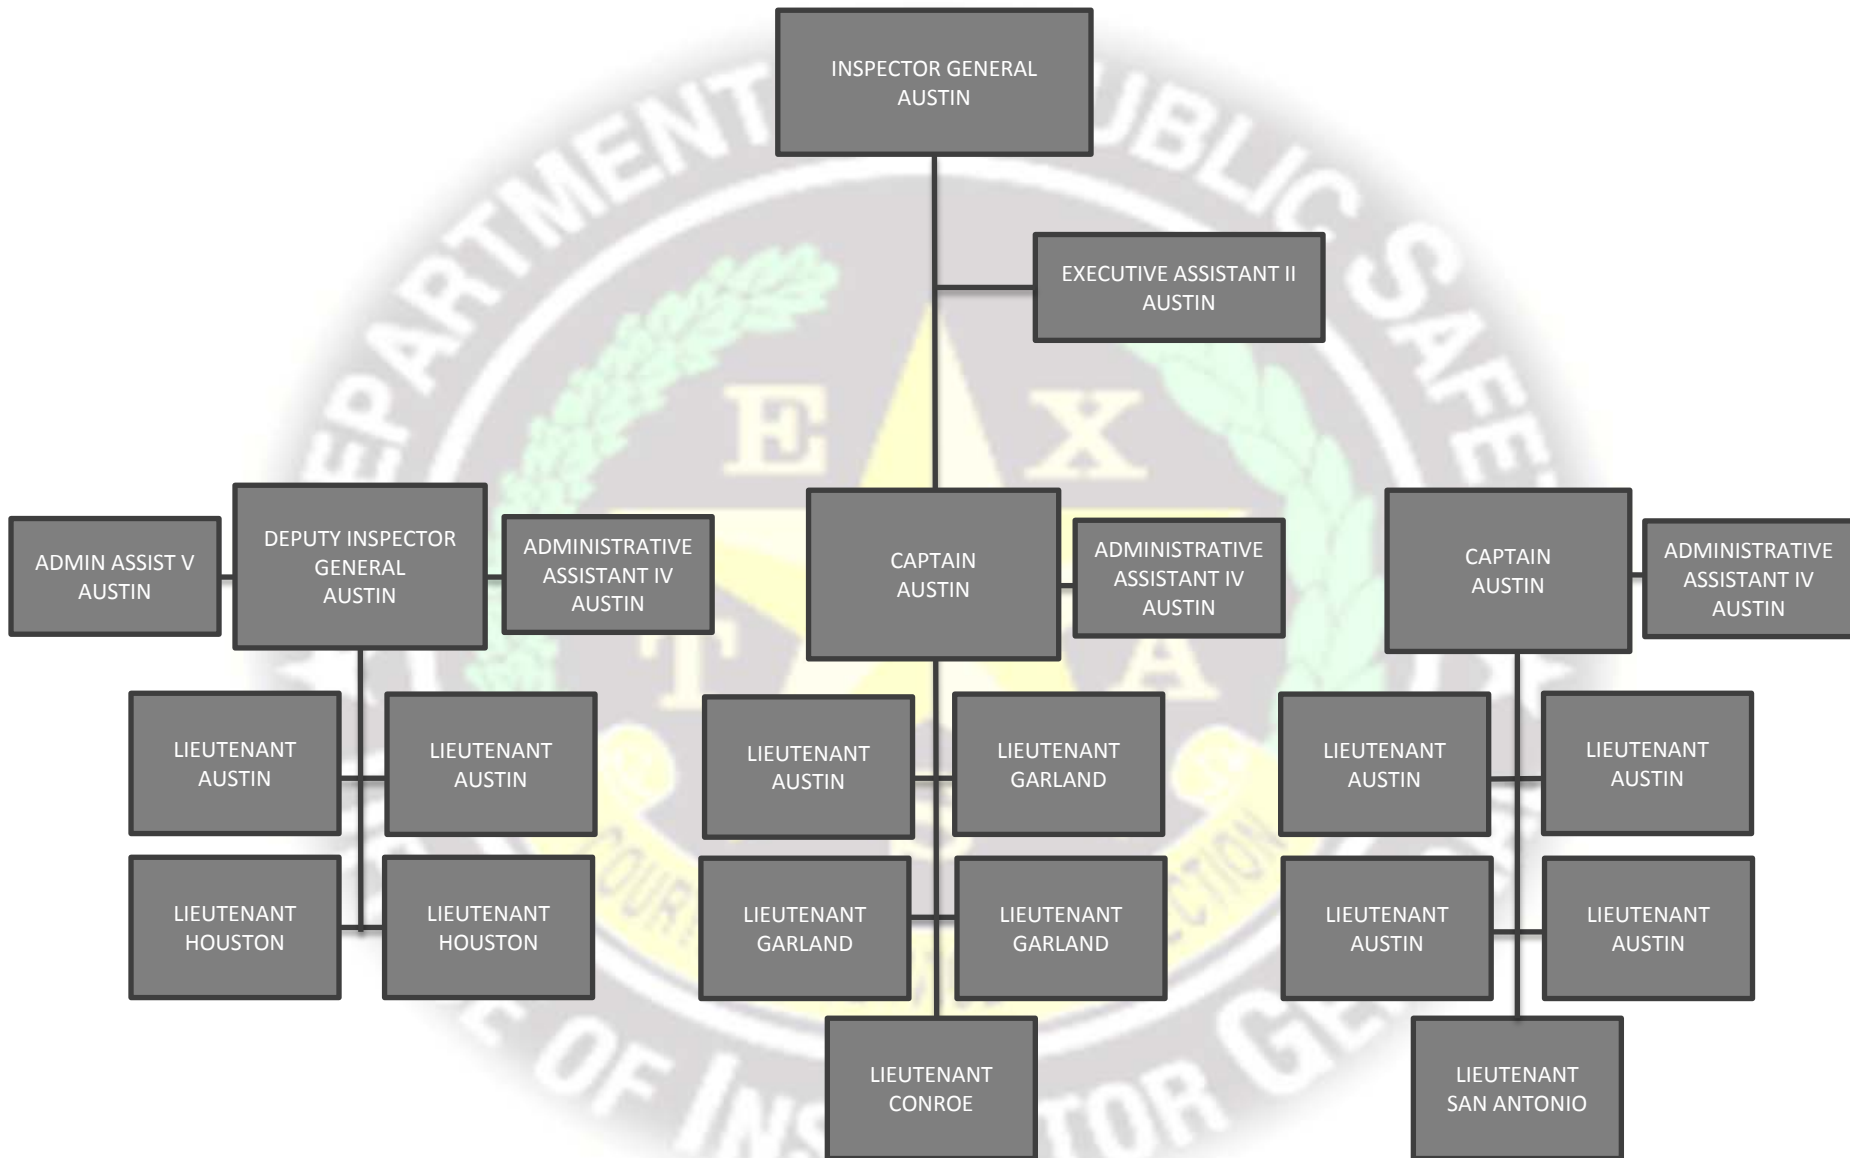 INSPECTOR GENERAL
AUSTIN
EXECUTIVE ASSISTANT II
AUSTIN
ADMIN ASSIST V
AUSTIN
DEPUTY INSPECTOR
GENERAL
AUSTIN
ADMINISTRATIVE
ASSISTANT IV
AUSTIN
CAPTAIN
AUSTIN
ADMINISTRATIVE
ASSISTANT IV
AUSTIN
CAPTAIN
AUSTIN
ADMINISTRATIVE
ASSISTANT IV
AUSTIN
LIEUTENANT
AUSTIN
LIEUTENANT
AUSTIN
LIEUTENANT
AUSTIN
LIEUTENANT
GARLAND
LIEUTENANT
AUSTIN
LIEUTENANT
AUSTIN
LIEUTENANT
HOUSTON
LIEUTENANT
HOUSTON
LIEUTENANT
GARLAND
LIEUTENANT
GARLAND
LIEUTENANT
AUSTIN
LIEUTENANT
AUSTIN
LIEUTENANT
CONROE
LIEUTENANT
SAN ANTONIO
E X
T A
OF